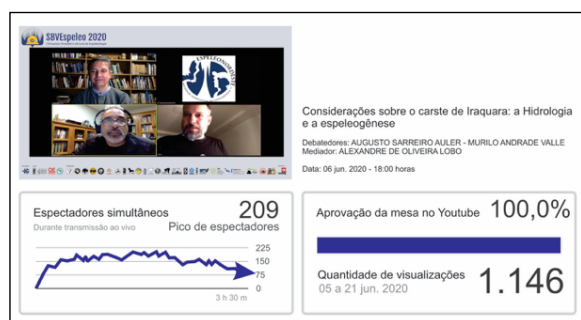 SBVEspeleo 2020
ESPELEONORDESTE
Considerações sobre o carste de Iraquara: a Hidrologia
e a espeleogênese
Debatedores: AUGUSTO SARREIRO AULER - MURILO ANDRADE VALLE
Mediador: ALEXANDRE DE OLIVEIRA LOBO
Data: 06 jun. 2020 - 18:00 horas
Espectadores simultâneos
Durante transmissão ao vivo
209
Pico de espectadores
225
150
75
0
3 h 30 m
Aprovação da mesa no Youtube 100,0%
Quantidade de visualizações
05 a 21 jun. 2020
1.146